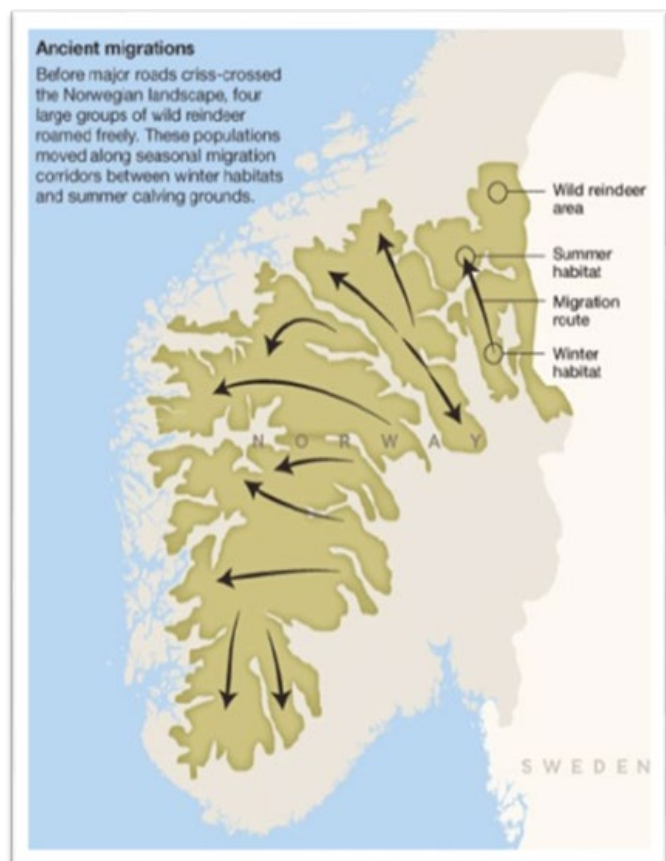 Ancient migrations
Before major roads criss-crossed
the Norwegian landscape, four
large groups of wild reindeer
roamed freely. These populations
moved along seasonal migration
corridors between winter habitats
and summer calving grounds.
Wild reindeer
area
Summer
habitat
Migration
route
Winter
habitat
NORWAY
SWEDEN